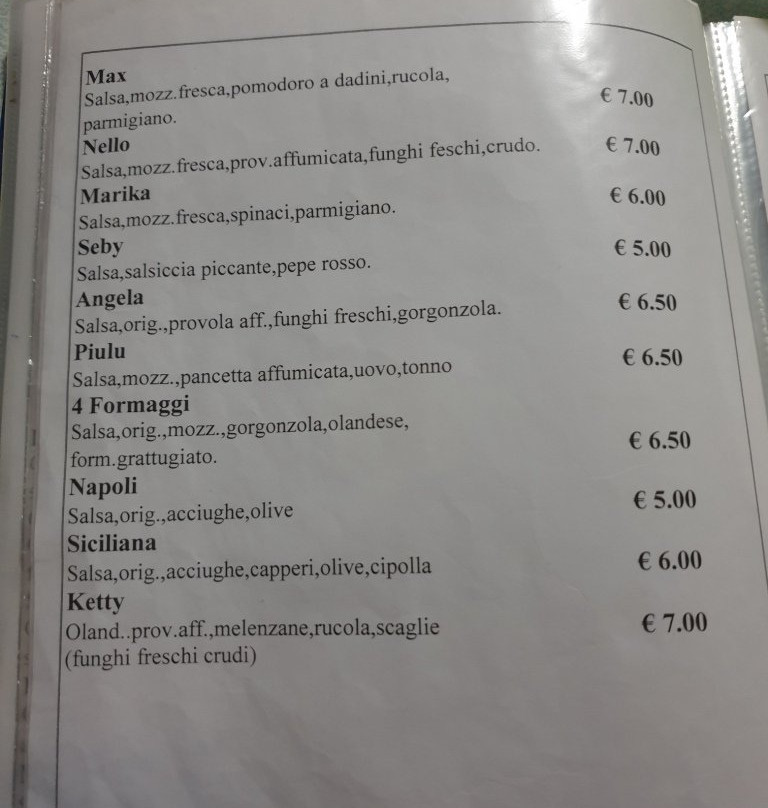 Max
Salsa,mozz.fresca,pomodoro a dadini,rucola,
parmigiano.
€ 7.00
Nello
Salsa,mozz.fresca,prov.affumicata,funghi feschi,crudo.
€ 7.00
Marika
Salsa,mozz.fresca,spinaci,parmigiano.
€ 6.00
Seby
Salsa,salsiccia piccante,pepe rosso.
€ 5.00
Angela
Salsa,orig.,provola aff.,funghi freschi,gorgonzola.
€ 6.50
Piulu
Salsa,mozz.,pancetta affumicata,uovo,tonno
€ 6.50
4 Formaggi
Salsa,orig.,mozz.,gorgonzola,olandese,
form.grattugiato.
€ 6.50
Napoli
Salsa,orig.,acciughe,olive
€ 5.00
Siciliana
Salsa,orig.,acciughe,capperi,olive,cipolla
€ 6.00
Ketty
Oland..prov.aff.,melenzane,rucola,scaglie
(funghi freschi crudi)
€ 7.00